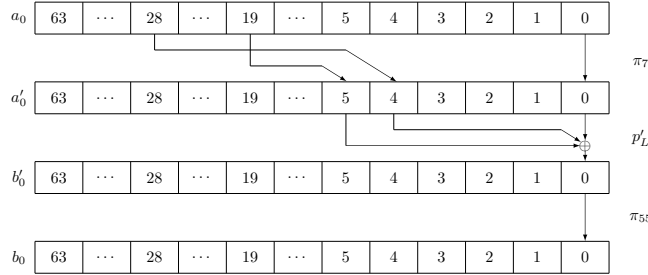 a₀ 63 ⋯ 28 ⋯ 19 ⋯ 5 4 3 2 1 0
π₇
a′₀ 63 ⋯ 28 ⋯ 19 ⋯ 5 4 3 2 1 0
p′L
b′₀ 63 ⋯ 28 ⋯ 19 ⋯ 5 4 3 2 1 0
π₅₅
b₀ 63 ⋯ 28 ⋯ 19 ⋯ 5 4 3 2 1 0